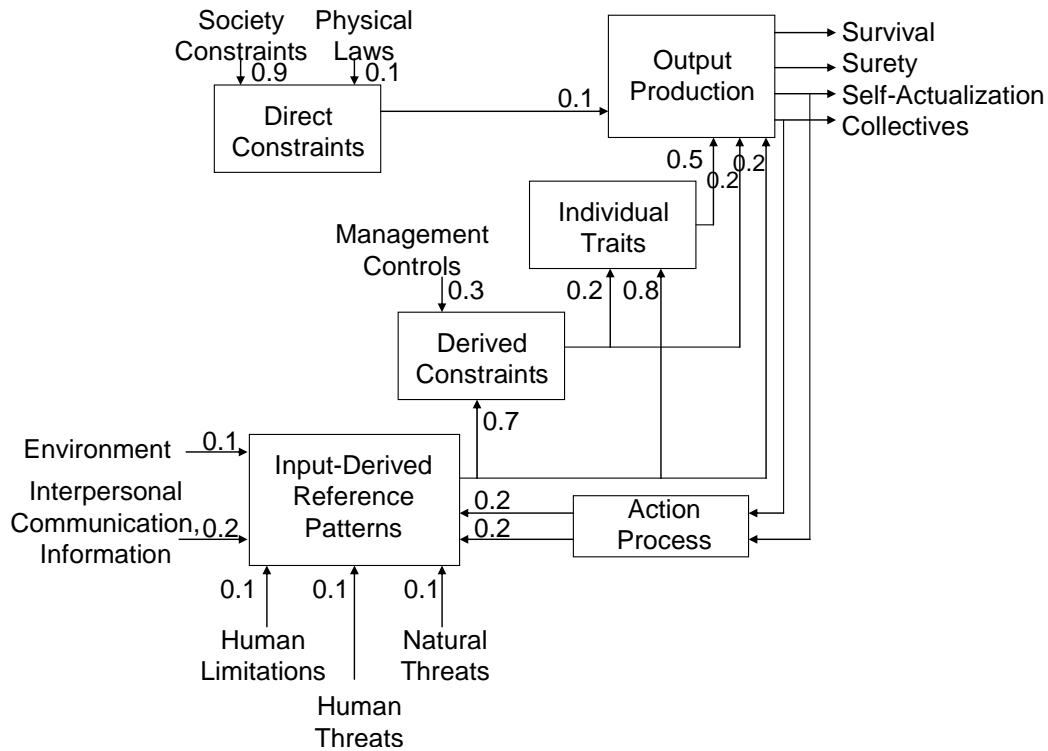 Society
Constraints
Physical
Laws
0.9
0.1
Direct
Constraints
0.1
Output
Production
Survival
Surety
Self-Actualization
Collectives
0.5
0.2
0.2
Individual
Traits
Management
Controls
0.3
0.2
0.8
Derived
Constraints
0.7
Environment
0.1
Interpersonal
Communication,
Information
0.2
Input-Derived
Reference
Patterns
0.2
0.2
Action
Process
0.1
0.1
0.1
Human
Limitations
Natural
Threats
Human
Threats